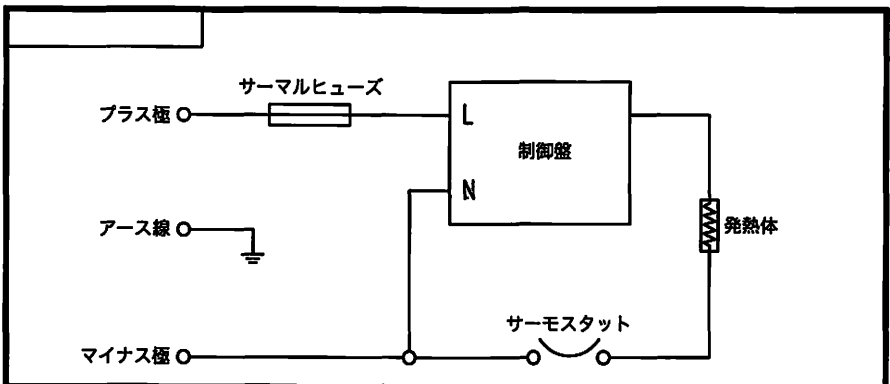 サーマルヒューズ
プラス極
L
制御盤
N
アース線
発熱体
サーモスタット
マイナス極